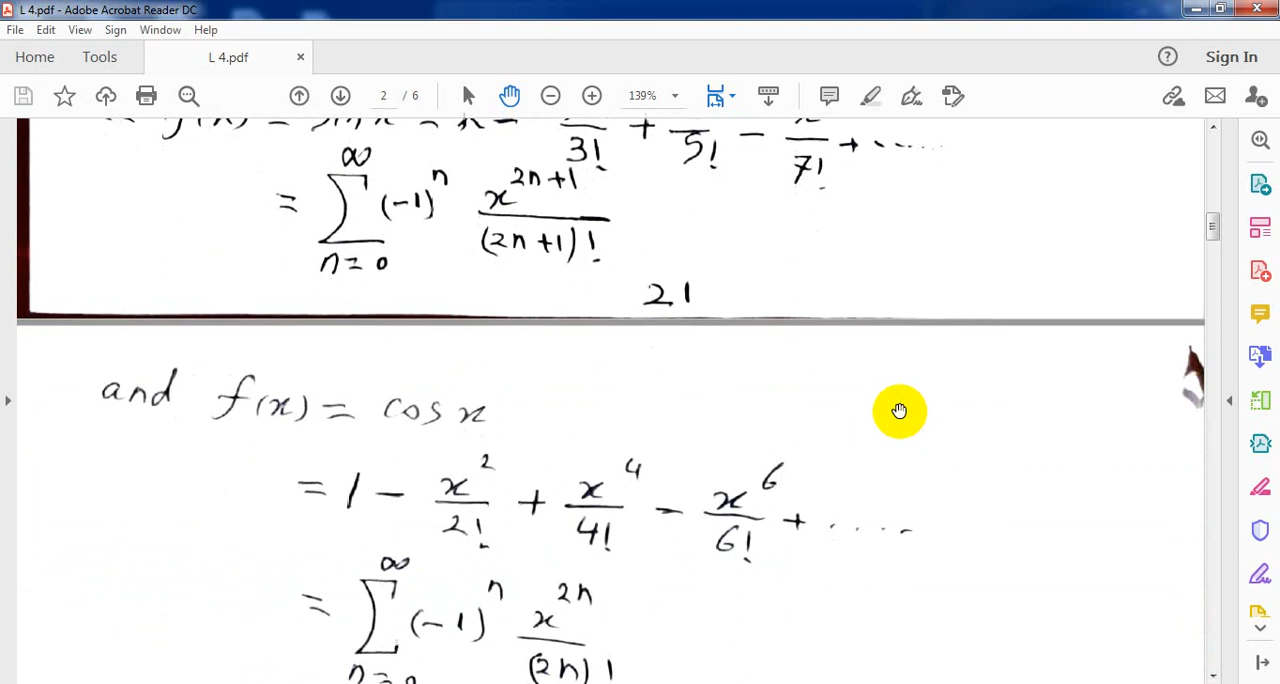 L 4.pdf - Adobe Acrobat Reader DC
File Edit View Sign Window Help
Home Tools L 4.pdf × Sign In
2 / 6 139%
f(x) = sin x = x - 3! + 5! - 7! + .....
= ∑ n=0 ∞ (-1)^n x^(2n+1) / (2n+1)!
21
and f(x) = cos x
= 1 - x^2/2! + x^4/4! - x^6/6! + .....
= ∑ n=0 ∞ (-1)^n x^(2n) / (2n)!